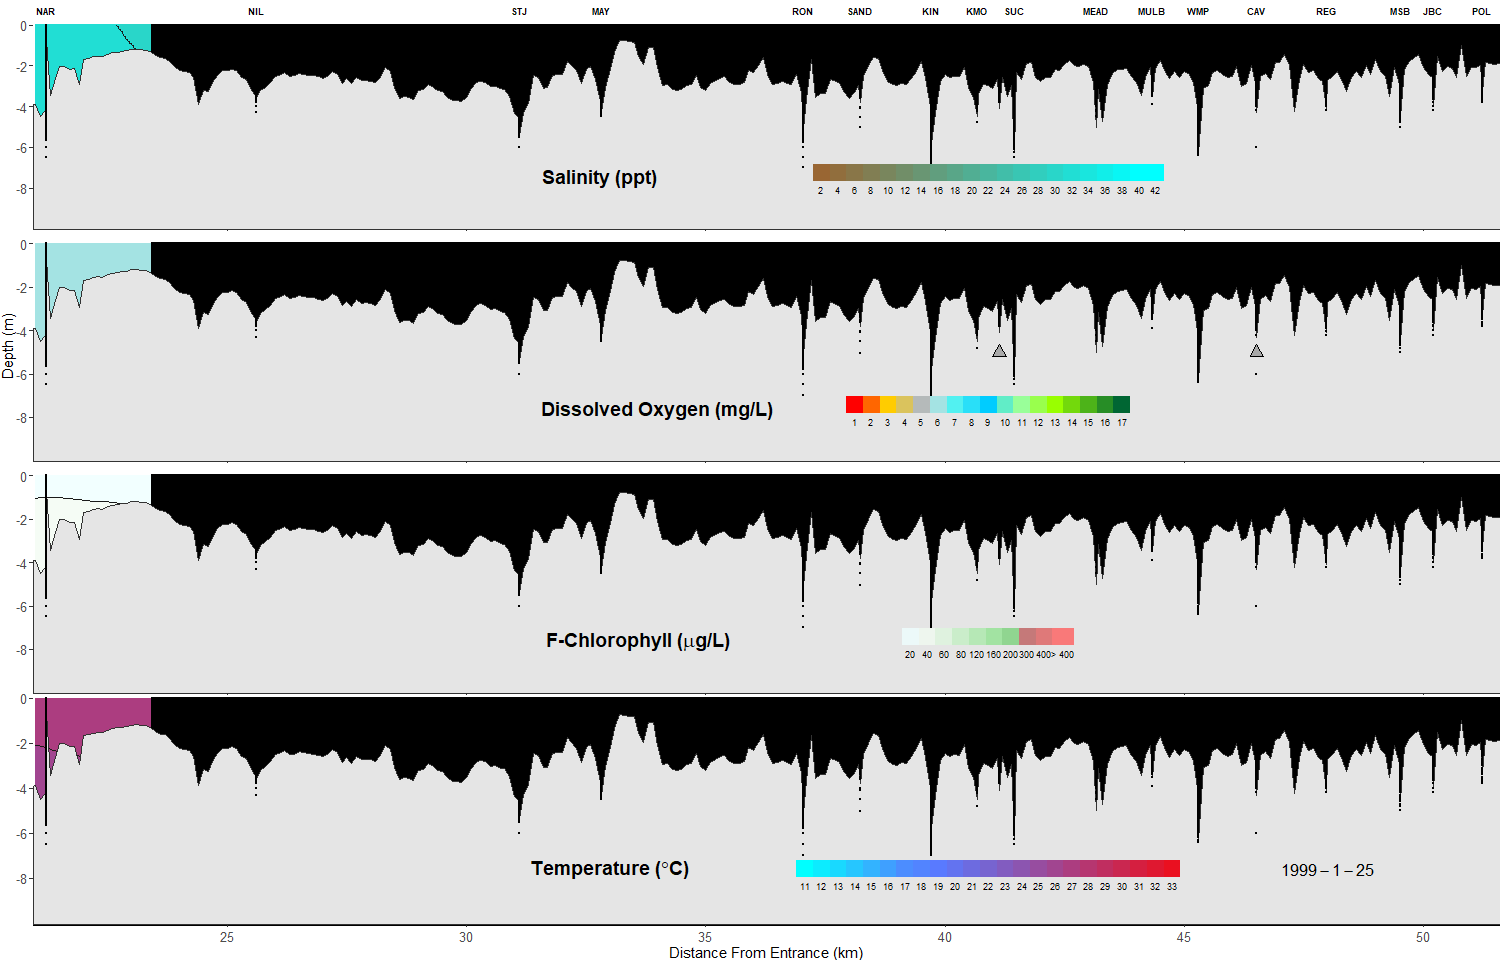 NAR NIL STJ MAY RON SAND KIN KMO SUC MEAD MULB WMP CAV REG MSB JBC POL
0
-2
-4
-6
-8
Salinity (ppt)
2 4 6 8 10 12 14 16 18 20 22 24 26 28 30 32 34 36 38 40 42
0
-2
-4
-6
-8
Dissolved Oxygen (mg/L)
1 2 3 4 5 6 7 8 9 10 11 12 13 14 15 16 17
Depth (m)
0
-2
-4
-6
-8
F-Chlorophyll (μg/L)
20 40 60 80 120 160 200 300 400 > 400
0
-2
-4
-6
-8
Temperature (°C)
11 12 13 14 15 16 17 18 19 20 21 22 23 24 25 26 27 28 29 30 31 32 33
1999 – 1 – 25
25 30 35 40 45 50
Distance From Entrance (km)